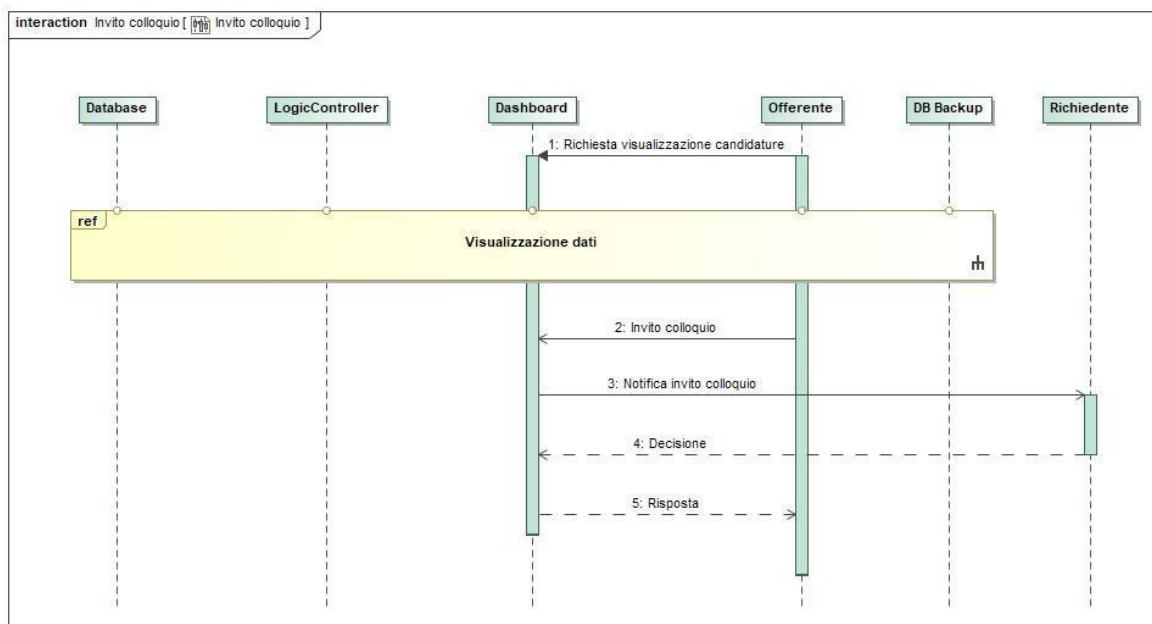 interaction Invito colloquio [ Invito colloquio ]
Database LogicController Dashboard Offerente DB Backup Richiedente
1: Richiesta visualizzazione candidature
ref
Visualizzazione dati
2: Invito colloquio
3: Notifica invito colloquio
4: Decisione
5: Risposta